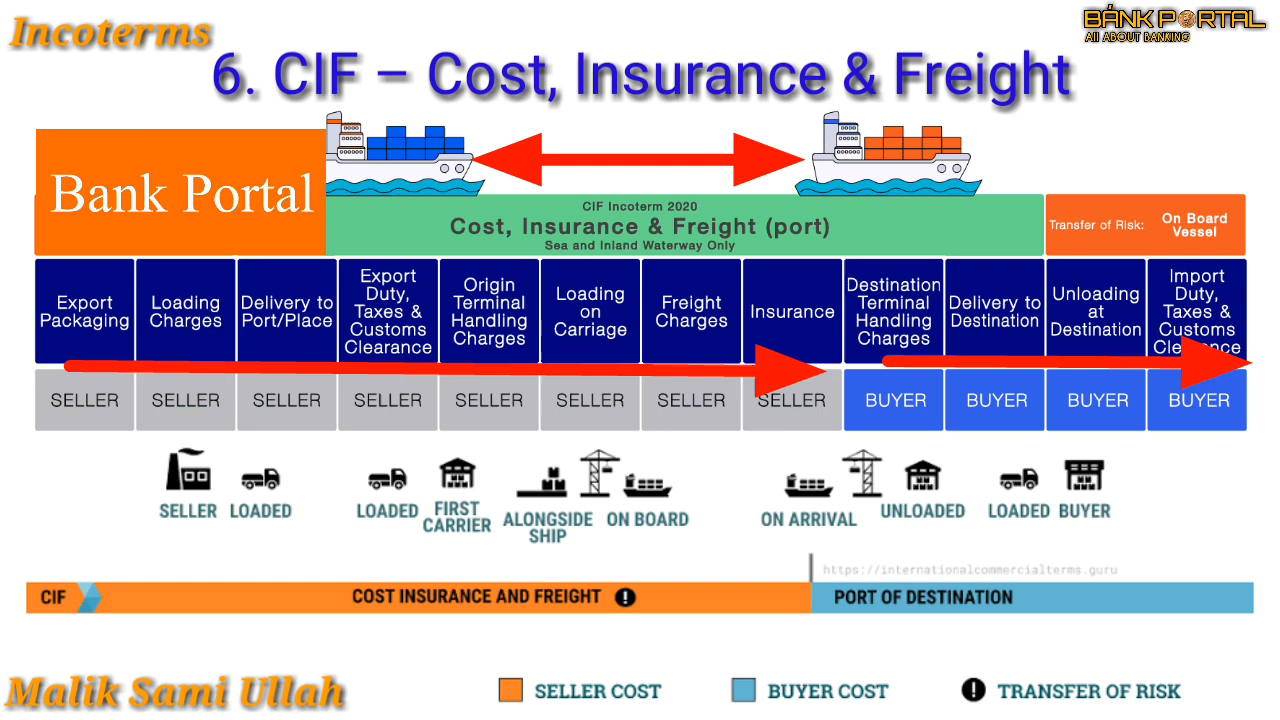 Incoterms
BÁNK PORTAL
All ABOUT BANKING
6. CIF – Cost, Insurance & Freight
Bank Portal
CIF Incoterm 2020
Cost, Insurance & Freight (port)
Sea and Inland Waterway Only
Transfer of Risk:
On Board
Vessel
Export
Packaging
Loading
Charges
Delivery to
Port/Place
Export
Duty,
Taxes &
Customs
Clearance
Origin
Terminal
Handling
Charges
Loading
on
Carriage
Freight
Charges
Insurance
Destination
Terminal
Handling
Charges
Delivery to
Destination
Unloading
at
Destination
Import
Duty,
Taxes &
Customs
Clearance
SELLER
SELLER
SELLER
SELLER
SELLER
SELLER
SELLER
SELLER
BUYER
BUYER
BUYER
BUYER
SELLER
LOADED
LOADED
FIRST
CARRIER
ALONGSIDE
SHIP
ON BOARD
ON ARRIVAL
UNLOADED
LOADED
BUYER
https://internationalcommercialterms.guru
CIF
COST INSURANCE AND FREIGHT !
PORT OF DESTINATION
Malik Sami Ullah
SELLER COST
BUYER COST
! TRANSFER OF RISK